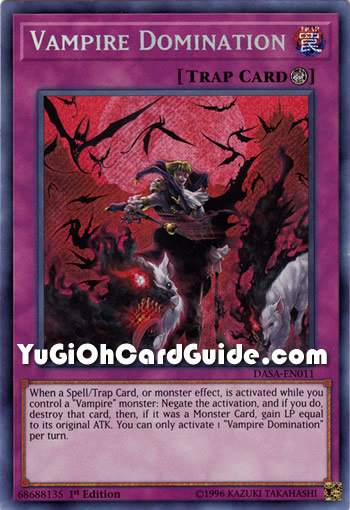 VAMPIRE DOMINATION
TRAP
罠
[TRAP CARD]
YuGiOhCardGuide.com
DASA-EN011
When a Spell/Trap Card, or monster effect, is activated while you
control a "Vampire" monster: Negate the activation, and if you do,
destroy that card, then, if it was a Monster Card, gain LP equal
to its original ATK. You can only activate 1 "Vampire Domination"
per turn.
68688135 1st Edition ©1996 KAZUKI TAKAHASHI